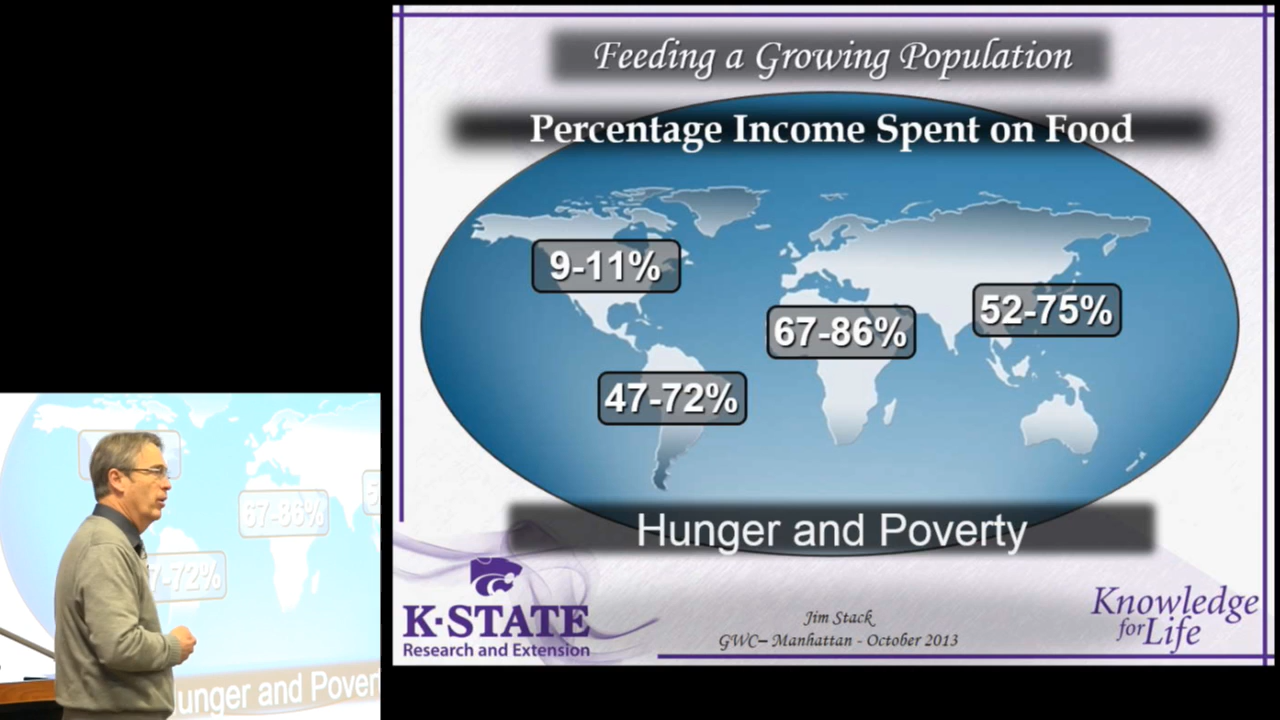 Feeding a Growing Population
Percentage Income Spent on Food
9-11%
67-86%
52-75%
47-72%
Hunger and Poverty
K-STATE
Research and Extension
Jim Stack
GWC– Manhattan - October 2013
Knowledge
for Life
67-86%
5
7-72%
unger and Pover